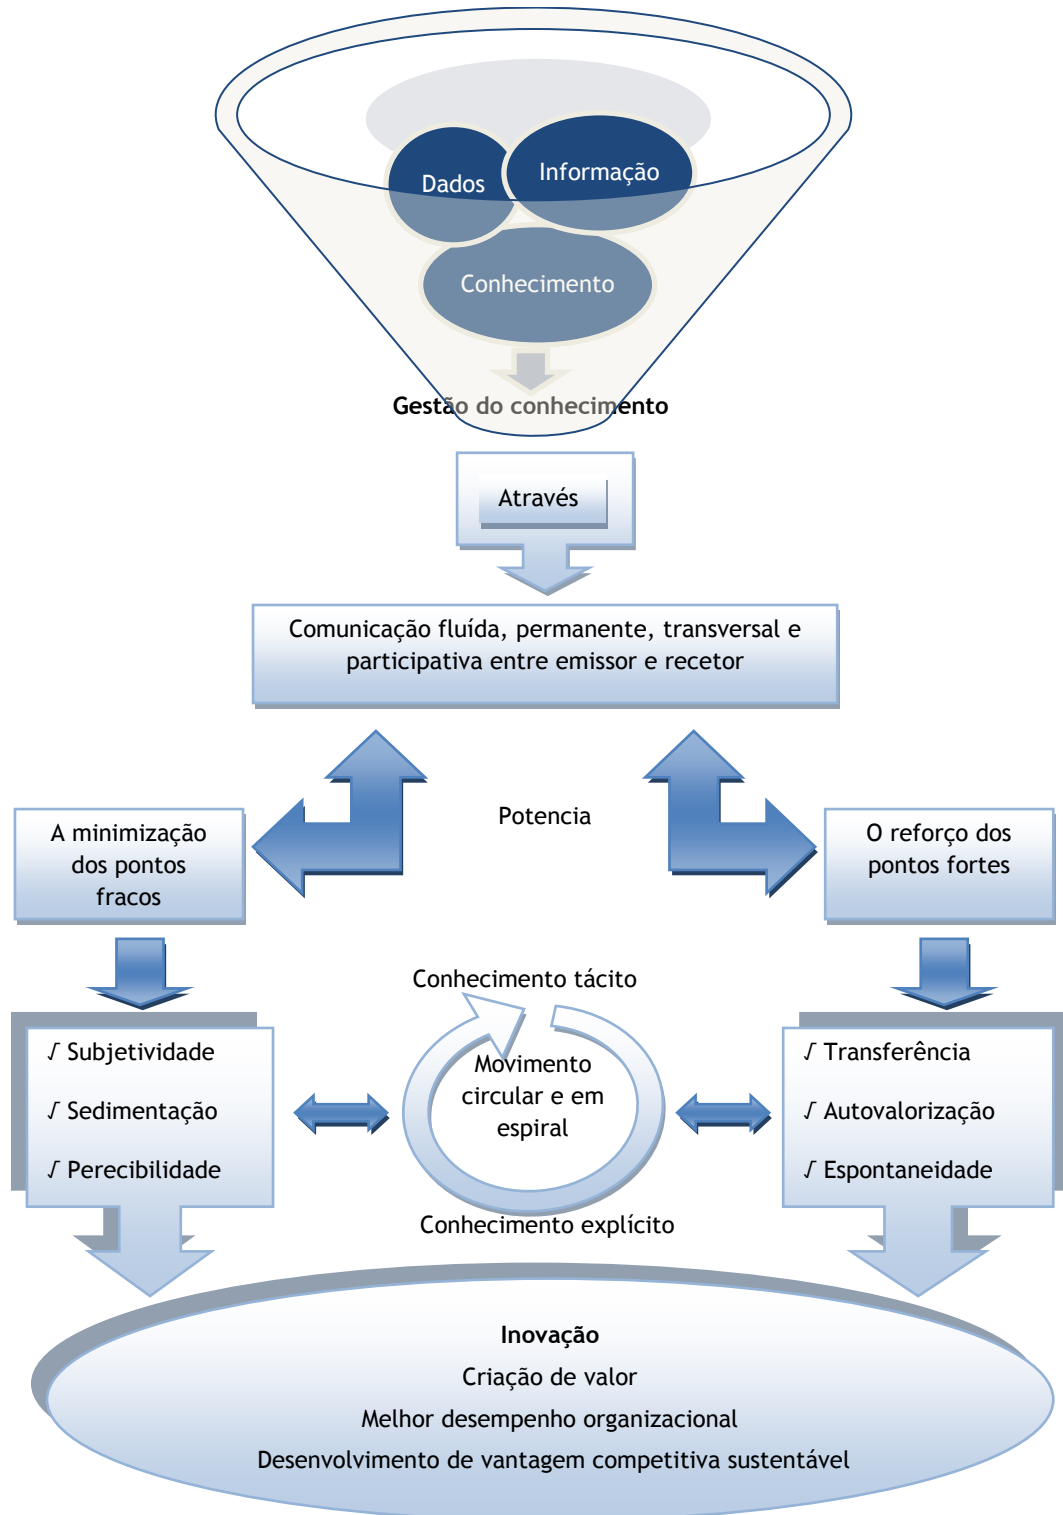 Dados
Informação
Conhecimento
Gestão do conhecimento
Através
Comunicação fluída, permanente, transversal e
participativa entre emissor e recetor
Potencia
A minimização
dos pontos
fracos
O reforço dos
pontos fortes
√ Subjetividade
√ Sedimentação
√ Perecibilidade
Conhecimento tácito
Movimento
circular e em
espiral
Conhecimento explícito
√ Transferência
√ Autovalorização
√ Espontaneidade
Inovação
Criação de valor
Melhor desempenho organizacional
Desenvolvimento de vantagem competitiva sustentável